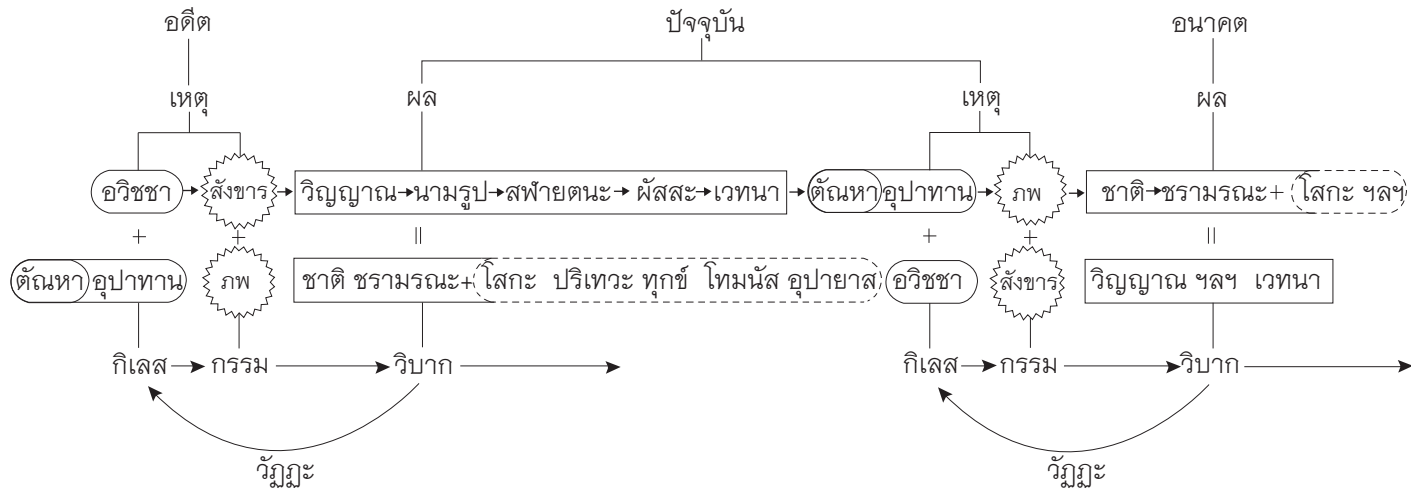 อดีต ปัจจุบัน อนาคต
เหตุ ผล เหตุ ผล
อวิชชา สังขาร วิญญาณ นามรูป สฬายตนะ ผัสสะ เวทนา ตัณหา อุปาทาน ภพ ชาติ ชรามรณะ + โสกะ ฯลฯ
+ + = + + =
ตัณหา อุปาทาน ภพ ชาติ ชรามรณะ + โสกะ ปริเทวะ ทุกข์ โทมนัส อุปายาส อวิชชา สังขาร วิญญาณ ฯลฯ เวทนา
กิเลส กรรม วิบาก กิเลส กรรม วิบาก
วัฏฏะ วัฏฏะ